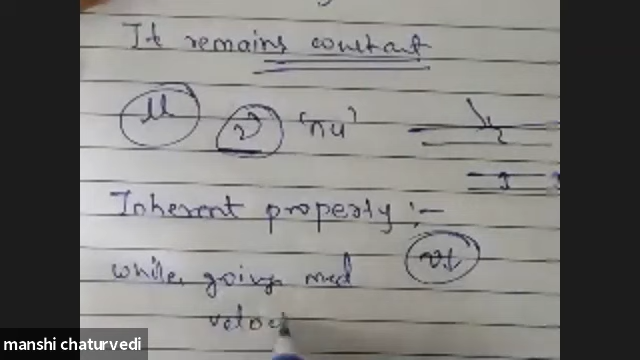 It remains constant
μ ν 'nu'
Inherent property :-
while going med
veloc
manshi chaturvedi